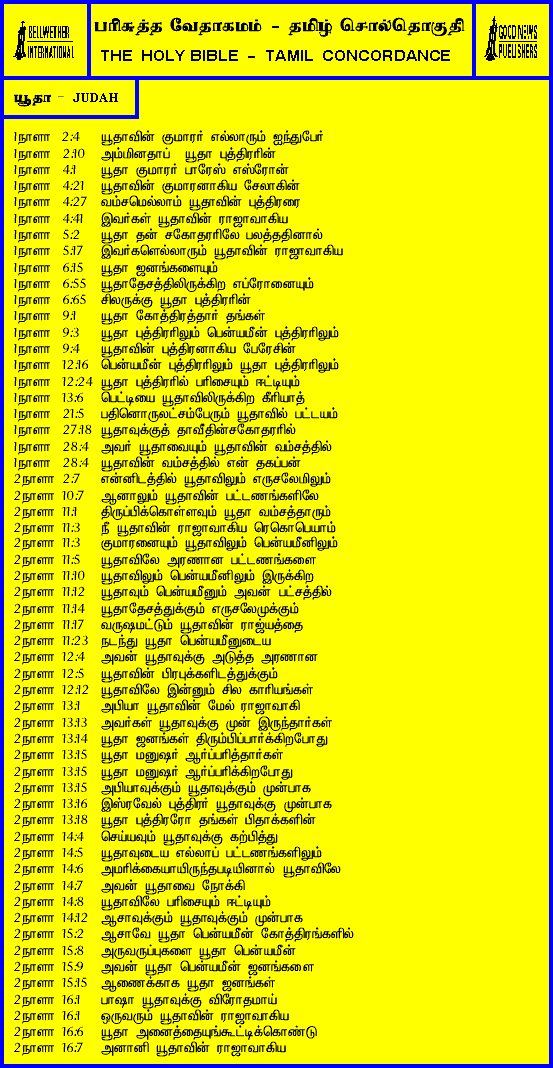 BELLWETHER
INTERNATIONAL
பரிசுத்த வேதாகமம் - தமிழ் சொல்தொகுதி
THE HOLY BIBLE - TAMIL CONCORDANCE
GOOD NEWS
PUBLISHERS
யூதா - JUDAH
1நாளா 2:4 யூதாவின் குமாரர் எல்லாரும் ஐந்துபேர்
1நாளா 2:10 அம்மினதாப் யூதா புத்திரரின்
1நாளா 4:1 யூதா குமாரர் பாரேஸ் எஸ்ரோன்
1நாளா 4:21 யூதாவின் குமாரனாகிய சேலாகின்
1நாளா 4:27 வம்சமெல்லாம் யூதாவின் புத்திரரை
1நாளா 4:41 இவர்கள் யூதாவின் ராஜாவாகிய
1நாளா 5:2 யூதா தன் சகோதரரிலே பலத்ததினால்
1நாளா 5:17 இவர்களெல்லாரும் யூதாவின் ராஜாவாகிய
1நாளா 6:15 யூதா ஜனங்களையும்
1நாளா 6:55 யூதாதேசத்திலிருக்கிற எப்ரோனையும்
1நாளா 6:65 சிலருக்கு யூதா புத்திரரின்
1நாளா 9:1 யூதா கோத்திரத்தார் தங்கள்
1நாளா 9:3 யூதா புத்திரரிலும் பென்யமீன் புத்திரரிலும்
1நாளா 9:4 யூதாவின் புத்திரனாகிய பேரேசின்
1நாளா 12:16 பென்யமீன் புத்திரரிலும் யூதா புத்திரரிலும்
1நாளா 12:24 யூதா புத்திரரில் பரிசையும் ஈட்டியும்
1நாளா 13:6 பெட்டியை யூதாவிலிருக்கிற கீரியாத்
1நாளா 21:5 பதினொருலட்சம்பேரும் யூதாவில் பட்டயம்
1நாளா 27:18 யூதாவுக்குத் தாவீதின்சகோதரரில்
1நாளா 28:4 அவர் யூதாவையும் யூதாவின் வம்சத்தில்
1நாளா 28:4 யூதாவின் வம்சத்தில் என் தகப்பன்
2நாளா 2:7 என்னிடத்தில் யூதாவிலும் எருசலேமிலும்
2நாளா 10:7 ஆனாலும் யூதாவின் பட்டணங்களிலே
2நாளா 11:1 திருப்பிக்கொள்ளவும் யூதா வம்சத்தாரும்
2நாளா 11:3 நீ யூதாவின் ராஜாவாகிய ரெகொபெயாம்
2நாளா 11:3 குமாரனையும் யூதாவிலும் பென்யமீனிலும்
2நாளா 11:5 யூதாவிலே அரணான பட்டணங்களை
2நாளா 11:10 யூதாவிலும் பென்யமீனிலும் இருக்கிற
2நாளா 11:12 யூதாவும் பென்யமீனும் அவன் பட்சத்தில்
2நாளா 11:14 யூதாதேசத்துக்கும் எருசலேமுக்கும்
2நாளா 11:17 வருஷமட்டும் யூதாவின் ராஜ்யத்தை
2நாளா 11:23 நடந்து யூதா பென்யமீனுடைய
2நாளா 12:4 அவன் யூதாவுக்கு அடுத்த அரணான
2நாளா 12:5 யூதாவின் பிரபுக்களிடத்துக்கும்
2நாளா 12:12 யூதாவிலே இன்னும் சில காரியங்கள்
2நாளா 13:1 அபியா யூதாவின் மேல் ராஜாவாகி
2நாளா 13:13 அவர்கள் யூதாவுக்கு முன் இருந்தார்கள்
2நாளா 13:14 யூதா ஜனங்கள் திரும்பிப்பார்க்கிறபோது
2நாளா 13:15 யூதா மனுஷர் ஆர்ப்பரித்தார்கள்
2நாளா 13:15 யூதா மனுஷர் ஆர்ப்பரிக்கிறபோது
2நாளா 13:15 அபியாவுக்கும் யூதாவுக்கும் முன்பாக
2நாளா 13:16 இஸ்ரவேல் புத்திரர் யூதாவுக்கு முன்பாக
2நாளா 13:18 யூதா புத்திரரோ தங்கள் பிதாக்களின்
2நாளா 14:4 செய்யவும் யூதாவுக்கு கற்பித்து
2நாளா 14:5 யூதாவுடைய எல்லாப் பட்டணங்களிலும்
2நாளா 14:6 அமரிக்கையாயிருந்தபடியினால் யூதாவிலே
2நாளா 14:7 அவன் யூதாவை நோக்கி
2நாளா 14:8 யூதாவிலே பரிசையும் ஈட்டியும்
2நாளா 14:12 ஆசாவுக்கும் யூதாவுக்கும் முன்பாக
2நாளா 15:2 ஆசாவே யூதா பென்யமீன் கோத்திரங்களில்
2நாளா 15:8 அருவருப்புகளை யூதா பென்யமீன்
2நாளா 15:9 அவன் யூதா பென்யமீன் ஜனங்களை
2நாளா 15:15 ஆணைக்காக யூதா ஜனங்கள்
2நாளா 16:1 பாஷா யூதாவுக்கு விரோதமாய்
2நாளா 16:1 ஒருவரும் யூதாவின் ராஜாவாகிய
2நாளா 16:6 யூதா அனைத்தையுங்கூட்டிக்கொண்டு
2நாளா 16:7 அனானி யூதாவின் ராஜாவாகிய